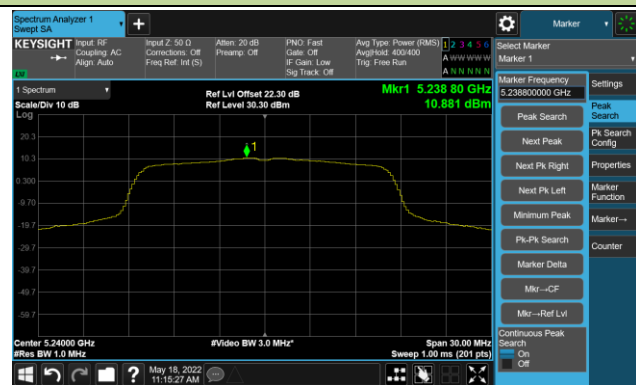 Spectrum Analyzer 1
Swept SA
+
Marker
KEYSIGHT
Input: RF
Coupling: AC
Align: Auto
Input Z: 50 Ω
Corrections: Off
Freq Ref: Int (S)
Atten: 20 dB
Preamp: Off
PNO: Fast
Gate: Off
IF Gain: Low
Sig Track: Off
Avg Type: Power (RMS)
Avg|Hold: 400/400
Trig: Free Run
1 2 3 4 5 6
A W W W W W
A N N N N N
Select Marker
Marker 1
1 Spectrum
Scale/Div 10 dB
Log
Ref Lvl Offset 22.30 dB
Ref Level 30.30 dBm
Mkr1 5.238 80 GHz
10.881 dBm
20.3
10.3
0.300
-9.70
-19.7
-29.7
-39.7
-49.7
-59.7
1
Center 5.24000 GHz
#Res BW 1.0 MHz
#Video BW 3.0 MHz*
Span 30.00 MHz
Sweep 1.00 ms (201 pts)
Marker Frequency
5.238800000 GHz
Peak Search
Next Peak
Next Pk Right
Next Pk Left
Minimum Peak
Pk-Pk Search
Marker Delta
Mkr→CF
Mkr→Ref Lvl
Continuous Peak
Search
On
Off
Settings
Peak
Search
Pk Search
Config
Properties
Marker
Function
Marker→
Counter
?
May 18, 2022
11:15:27 AM